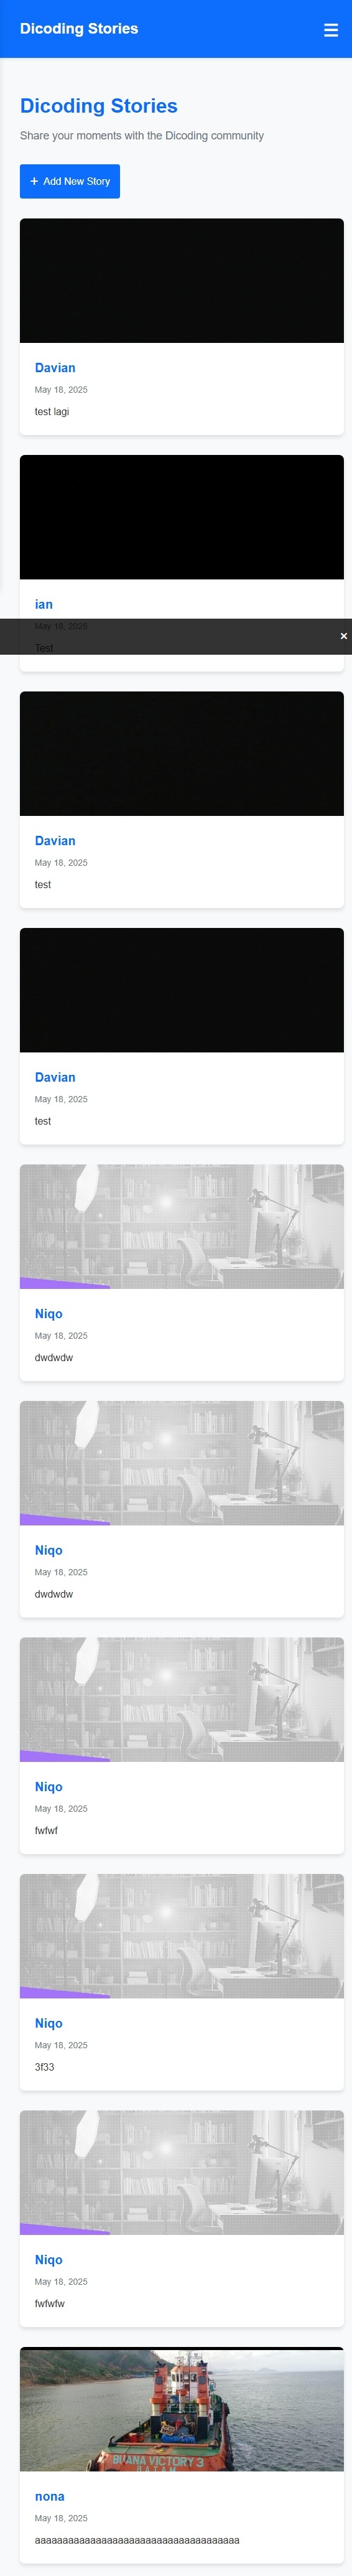 Dicoding Stories
Dicoding Stories
Share your moments with the Dicoding community
+ Add New Story
Davian
May 18, 2025
test lagi
ian
May 18, 2025
Test
×
Davian
May 18, 2025
test
Davian
May 18, 2025
test
Niqo
May 18, 2025
dwdwdw
Niqo
May 18, 2025
dwdwdw
Niqo
May 18, 2025
fwfwf
Niqo
May 18, 2025
3f33
Niqo
May 18, 2025
fwfwfw
BUANA VICTORY 3
BATAM
nona
May 18, 2025
aaaaaaaaaaaaaaaaaaaaaaaaaaaaaaaaaaaaa